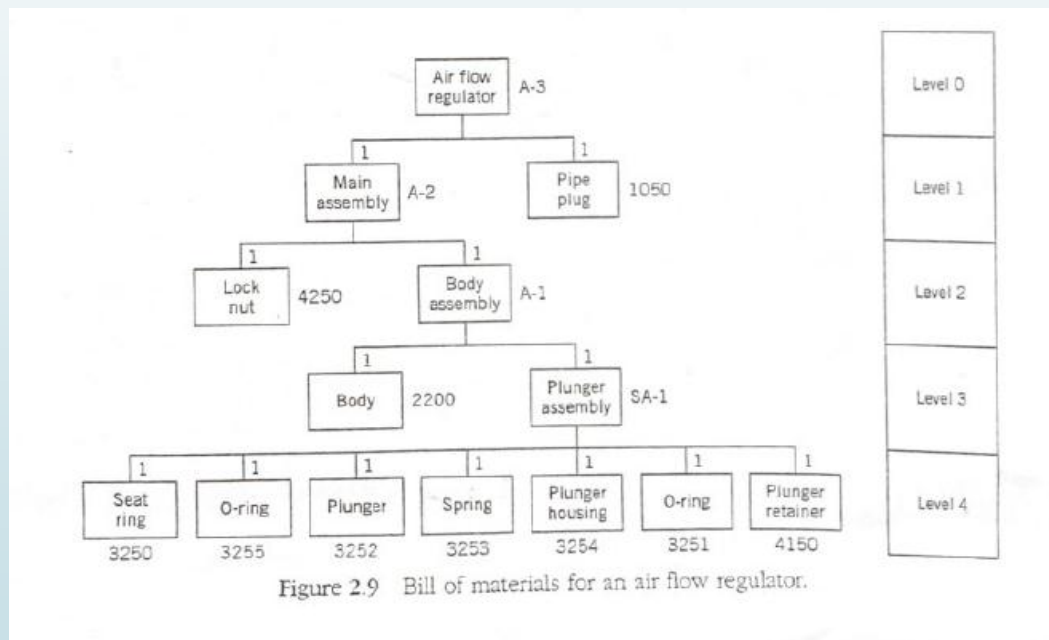 Air flow
regulator
A-3
Level 0
1
1
Main
assembly
A-2
Pipe
plug
1050
Level 1
1
1
Lock
nut
4250
Body
assembly
A-1
Level 2
1
1
Body
2200
Plunger
assembly
SA-1
Level 3
1
1
1
1
1
1
1
Seat
ring
O-ring
Plunger
Spring
Plunger
housing
O-ring
Plunger
retainer
Level 4
3250
3255
3252
3253
3254
3251
4150
Figure 2.9 Bill of materials for an air flow regulator.